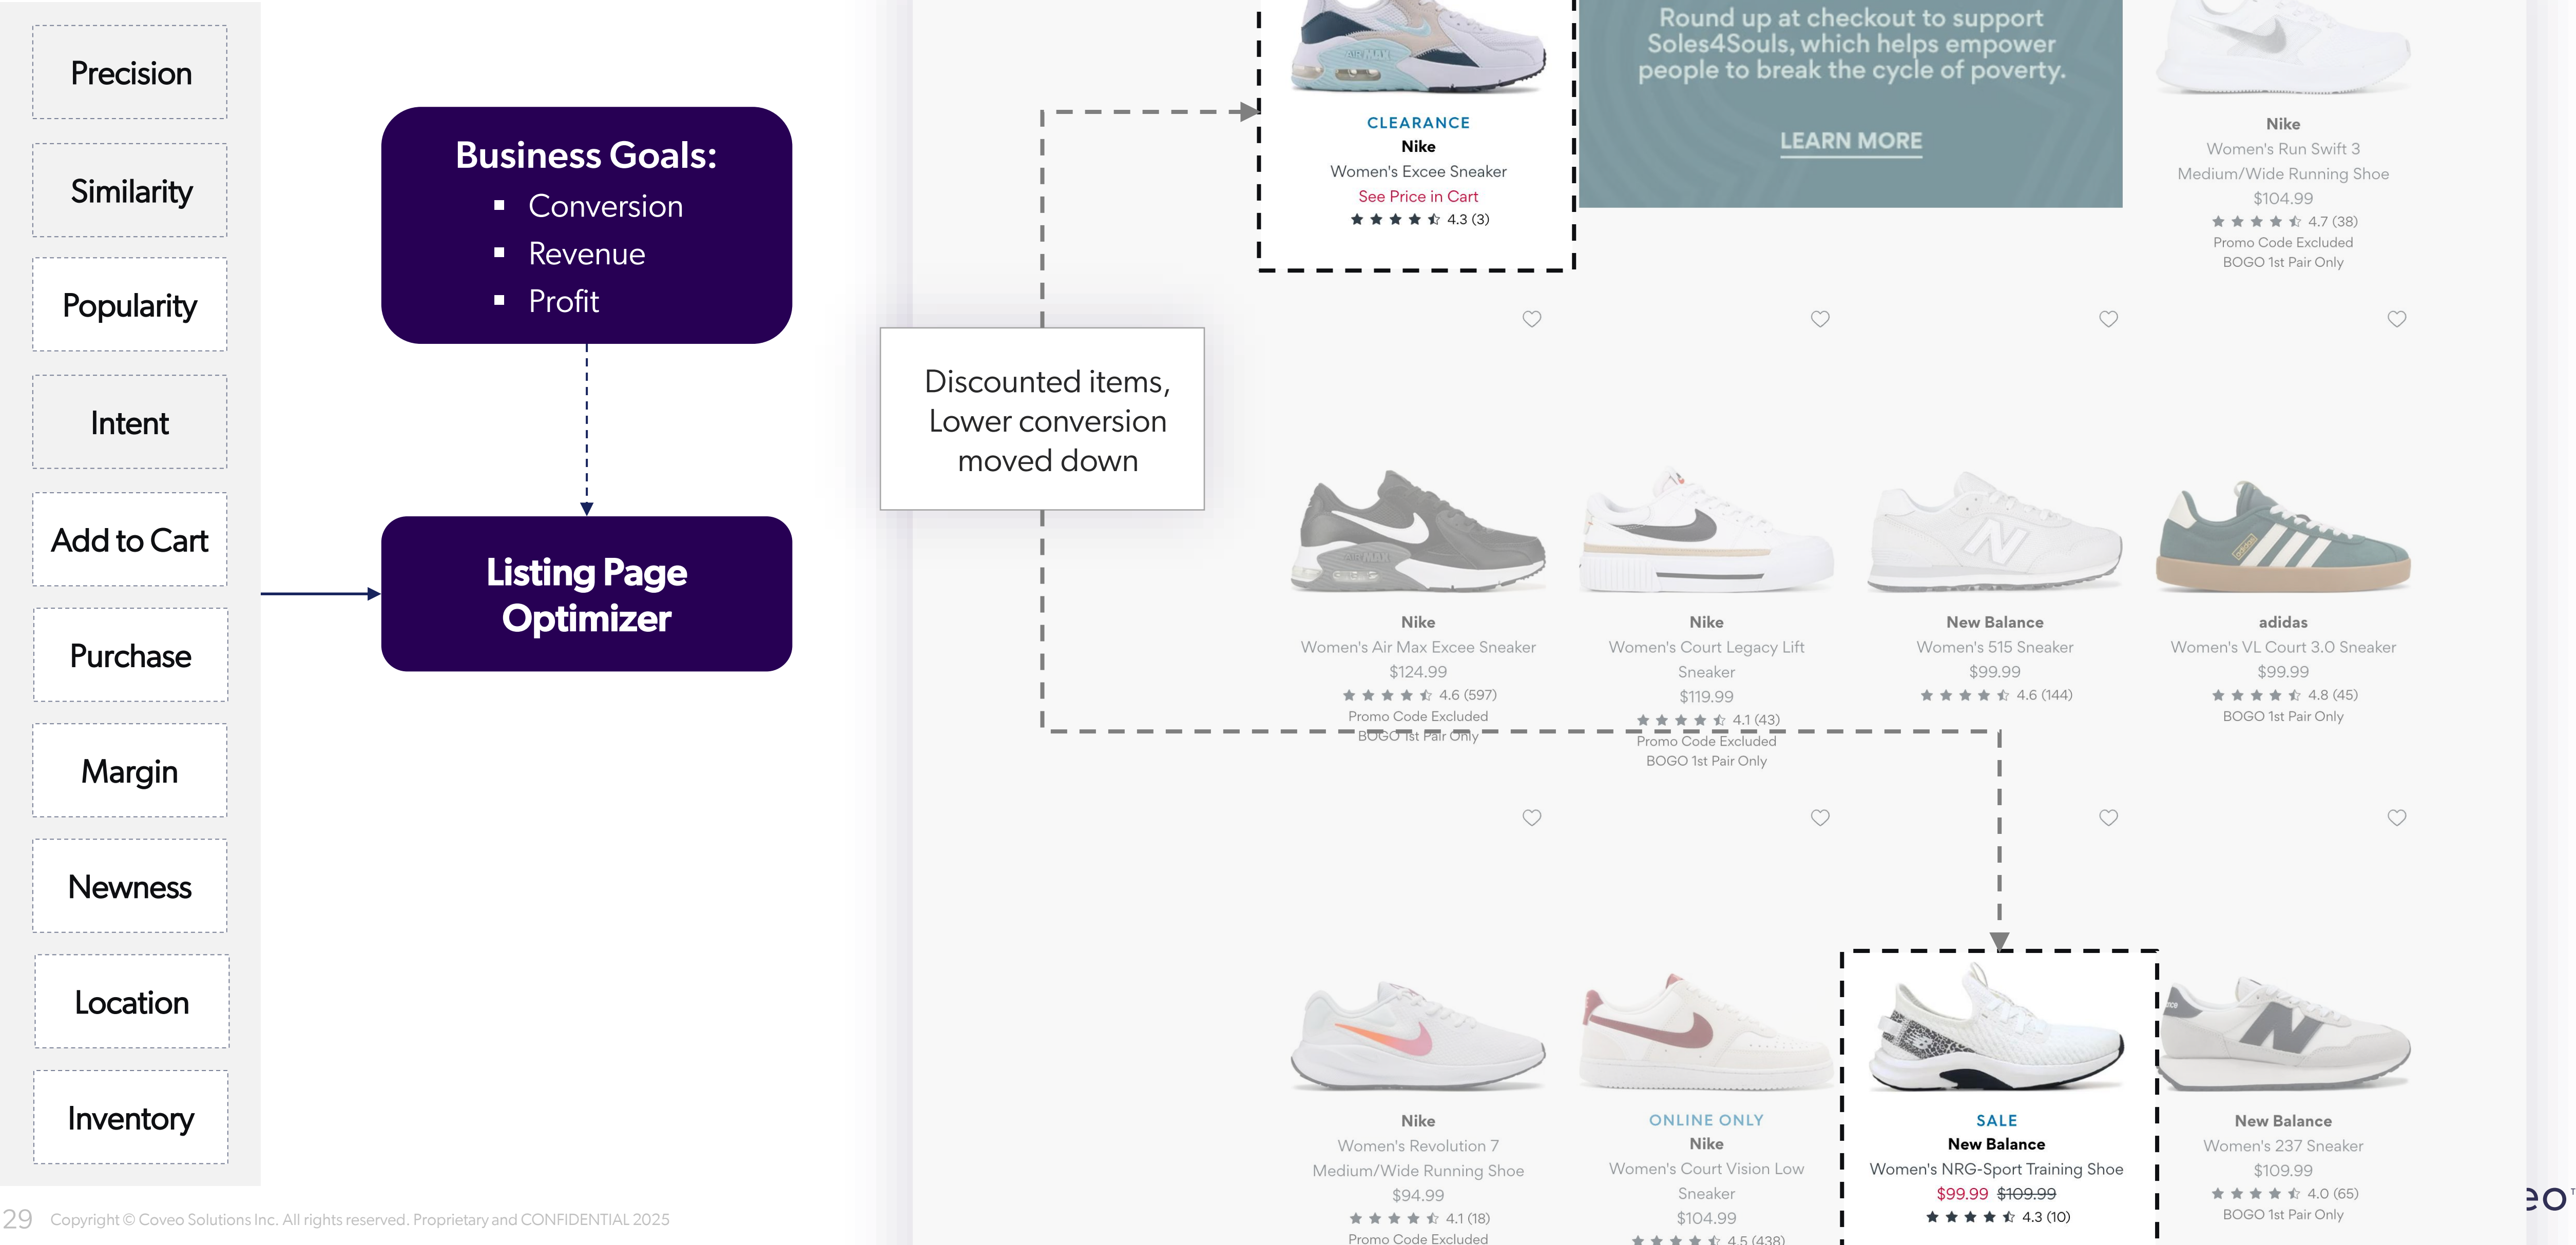 Precision
Similarity
Popularity
Intent
Add to Cart
Purchase
Margin
Newness
Location
Inventory
Business Goals:
▪ Conversion
▪ Revenue
▪ Profit
Listing Page
Optimizer
Discounted items,
Lower conversion
moved down
AIR MAX
CLEARANCE
Nike
Women's Excee Sneaker
See Price in Cart
4.3 (3)
Round up at checkout to support
Soles4Souls, which helps empower
people to break the cycle of poverty.
LEARN MORE
Nike
Women's Run Swift 3
Medium/Wide Running Shoe
$104.99
4.7 (38)
Promo Code Excluded
BOGO 1st Pair Only
AIR MAX
Nike
Women's Air Max Excee Sneaker
$124.99
4.6 (597)
Promo Code Excluded
BOGO 1st Pair Only
Nike
Women's Court Legacy Lift
Sneaker
$119.99
4.1 (43)
Promo Code Excluded
BOGO 1st Pair Only
N
New Balance
Women's 515 Sneaker
$99.99
4.6 (144)
adidas
adidas
Women's VL Court 3.0 Sneaker
$99.99
4.8 (45)
BOGO 1st Pair Only
Nike
Women's Revolution 7
Medium/Wide Running Shoe
$94.99
4.1 (18)
Promo Code Excluded
ONLINE ONLY
Nike
Women's Court Vision Low
Sneaker
$104.99
4.5 (438)
SALE
New Balance
Women's NRG-Sport Training Shoe
$99.99 $109.99
4.3 (10)
N
New Balance
Women's 237 Sneaker
$109.99
4.0 (65)
BOGO 1st Pair Only
29 Copyright © Coveo Solutions Inc. All rights reserved. Proprietary and CONFIDENTIAL 2025